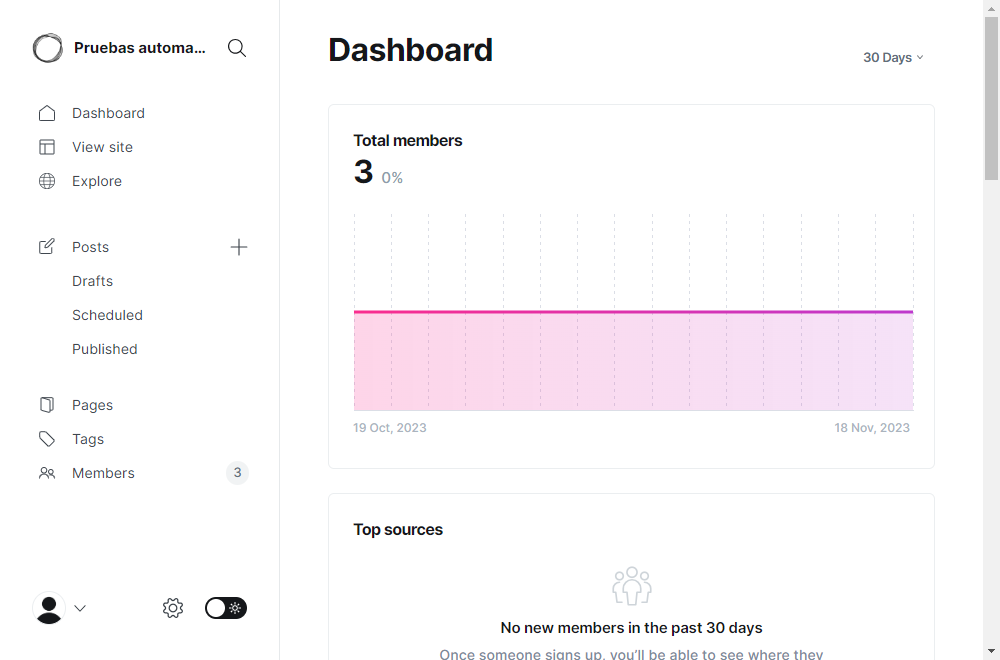 Pruebas automa...
Dashboard
View site
Explore
Posts
Drafts
Scheduled
Published
Pages
Tags
Members
3
Dashboard
30 Days
Total members
3 0%
19 Oct, 2023
18 Nov, 2023
Top sources
No new members in the past 30 days
Once someone signs up, you'll be able to see where they